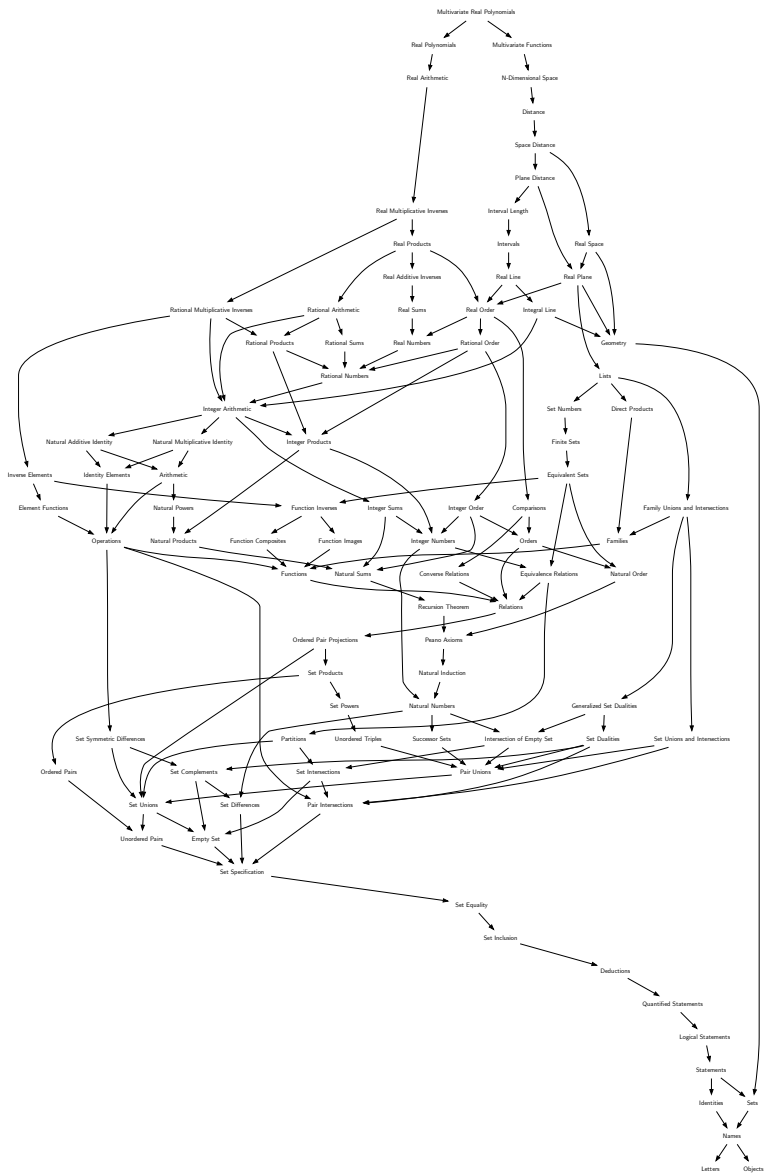 Multivariate Real Polynomials
Real Polynomials
Multivariate Functions
Real Arithmetic
N-Dimensional Space
Distance
Space Distance
Plane Distance
Real Multiplicative Inverses
Interval Length
Real Products
Intervals
Real Space
Real Additive Inverses
Real Line
Real Plane
Rational Multiplicative Inverses
Rational Arithmetic
Real Sums
Real Order
Integral Line
Rational Products
Rational Sums
Real Numbers
Rational Order
Geometry
Rational Numbers
Lists
Integer Arithmetic
Set Numbers
Direct Products
Natural Additive Identity
Natural Multiplicative Identity
Integer Products
Finite Sets
Inverse Elements
Identity Elements
Arithmetic
Equivalent Sets
Element Functions
Natural Powers
Function Inverses
Integer Sums
Integer Order
Comparisons
Family Unions and Intersections
Operations
Natural Products
Function Composites
Function Images
Integer Numbers
Orders
Families
Functions
Natural Sums
Converse Relations
Equivalence Relations
Natural Order
Recursion Theorem
Relations
Ordered Pair Projections
Peano Axioms
Set Products
Natural Induction
Set Powers
Natural Numbers
Generalized Set Dualities
Set Symmetric Differences
Partitions
Unordered Triples
Successor Sets
Intersection of Empty Set
Set Dualities
Set Unions and Intersections
Ordered Pairs
Set Complements
Set Intersections
Pair Unions
Set Unions
Set Differences
Pair Intersections
Unordered Pairs
Empty Set
Set Specification
Set Equality
Set Inclusion
Deductions
Quantified Statements
Logical Statements
Statements
Identities
Sets
Names
Letters
Objects